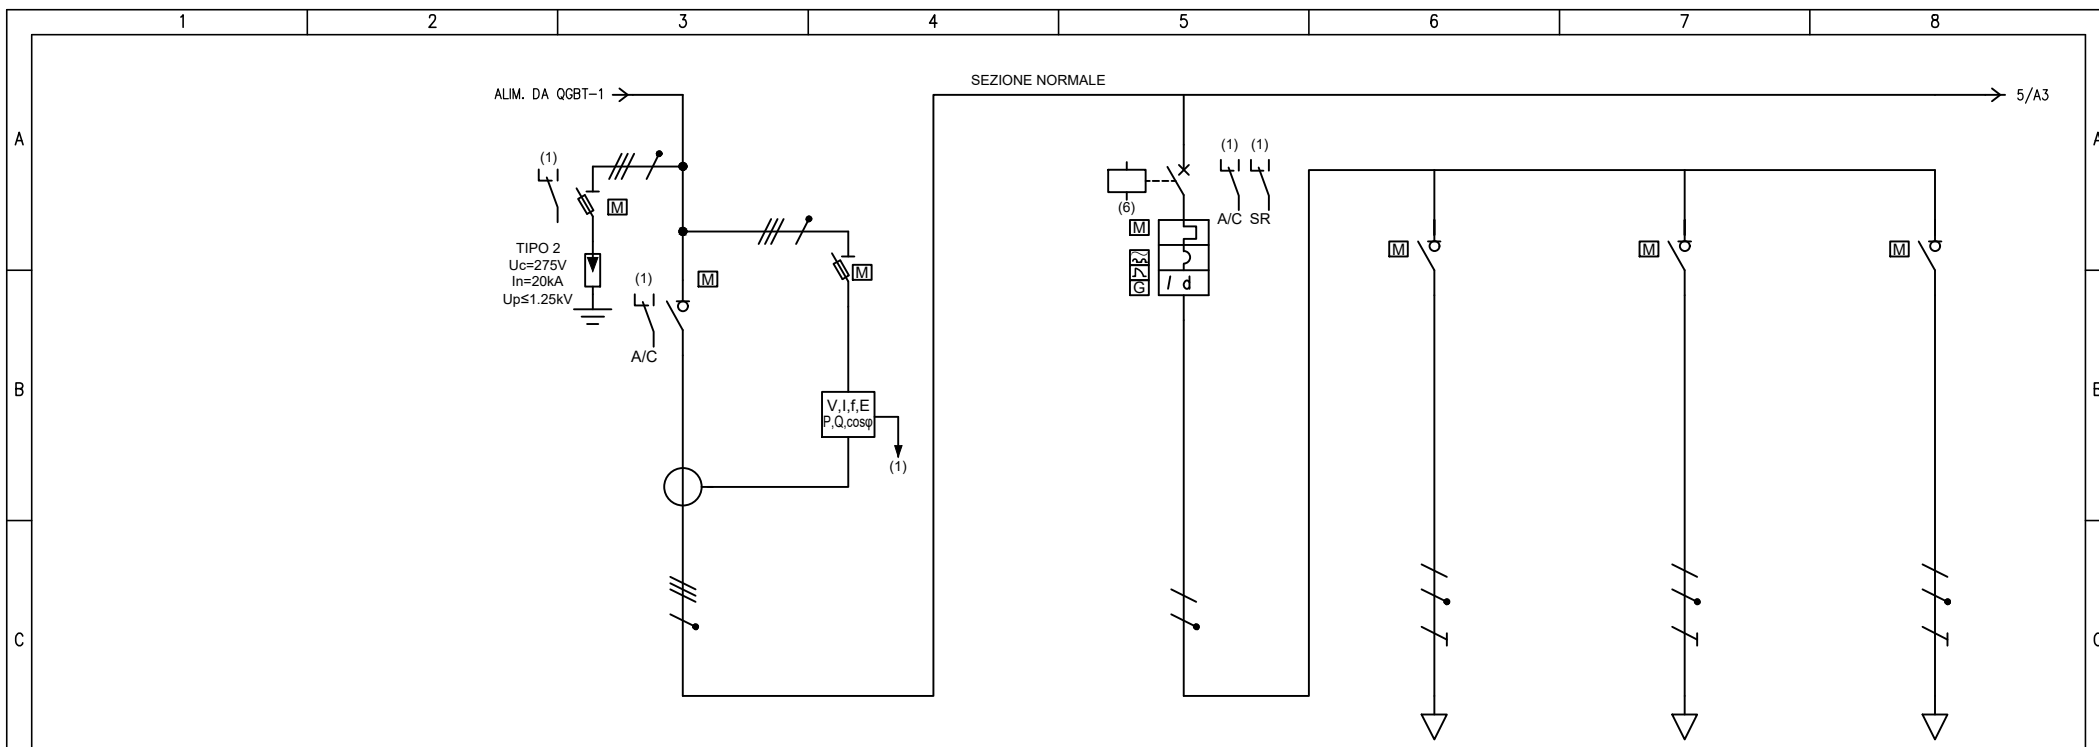 1 2 3 4 5 6 7 8
SEZIONE NORMALE
ALIM. DA QGBT-1
5/A3
A
A
(1)
M
TIPO 2
Uc=275V
In=20kA
Up≤1.25kV
(1)
M
A/C
M
V,I,f,E
P,Q,cosφ
(1)
(1) (1)
(6)
A/C SR
M
G
I d
M
M
M
B
B
C
C